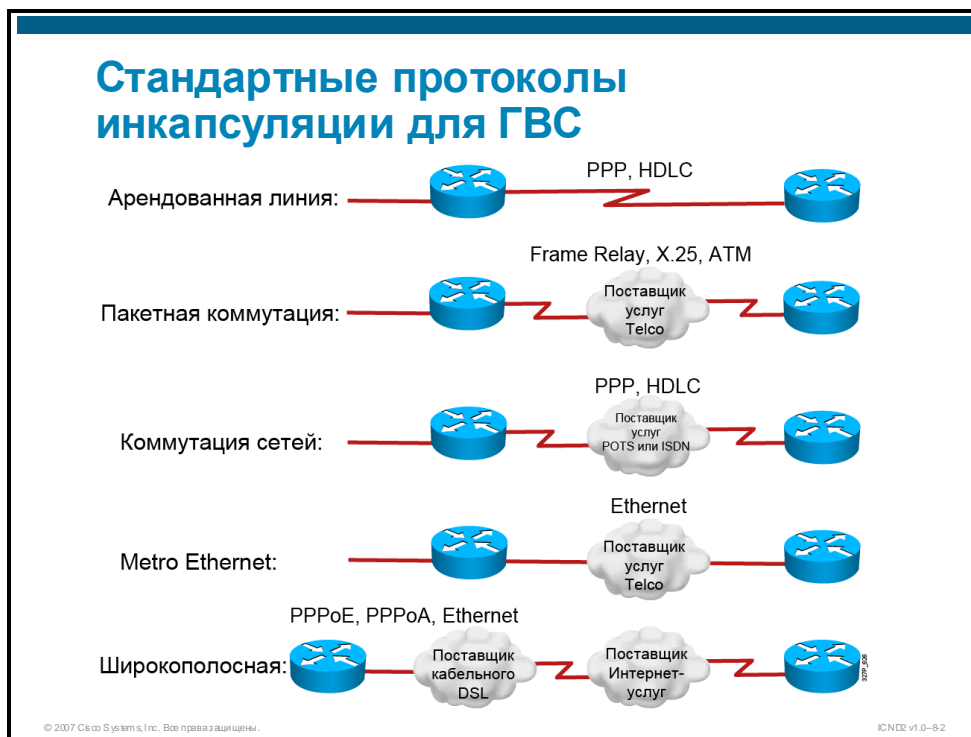 Стандартные протоколы
инкапсуляции для ГВС
PPP, HDLC
Арендованная линия:
Frame Relay, X.25, ATM
Пакетная коммутация:
Поставщик
услуг
Telco
PPP, HDLC
Коммутация сетей:
Поставщик
услуг
POTS или ISDN
Ethernet
Metro Ethernet:
Поставщик
услуг
Telco
PPPoE, PPPoA, Ethernet
Широкополосная:
Поставщик
кабельного
DSL
Поставщик
Интернет-
услуг
327P_626
© 2007 Cisco Systems, Inc. Все права защищены.
ICND2 v1.0–8-2